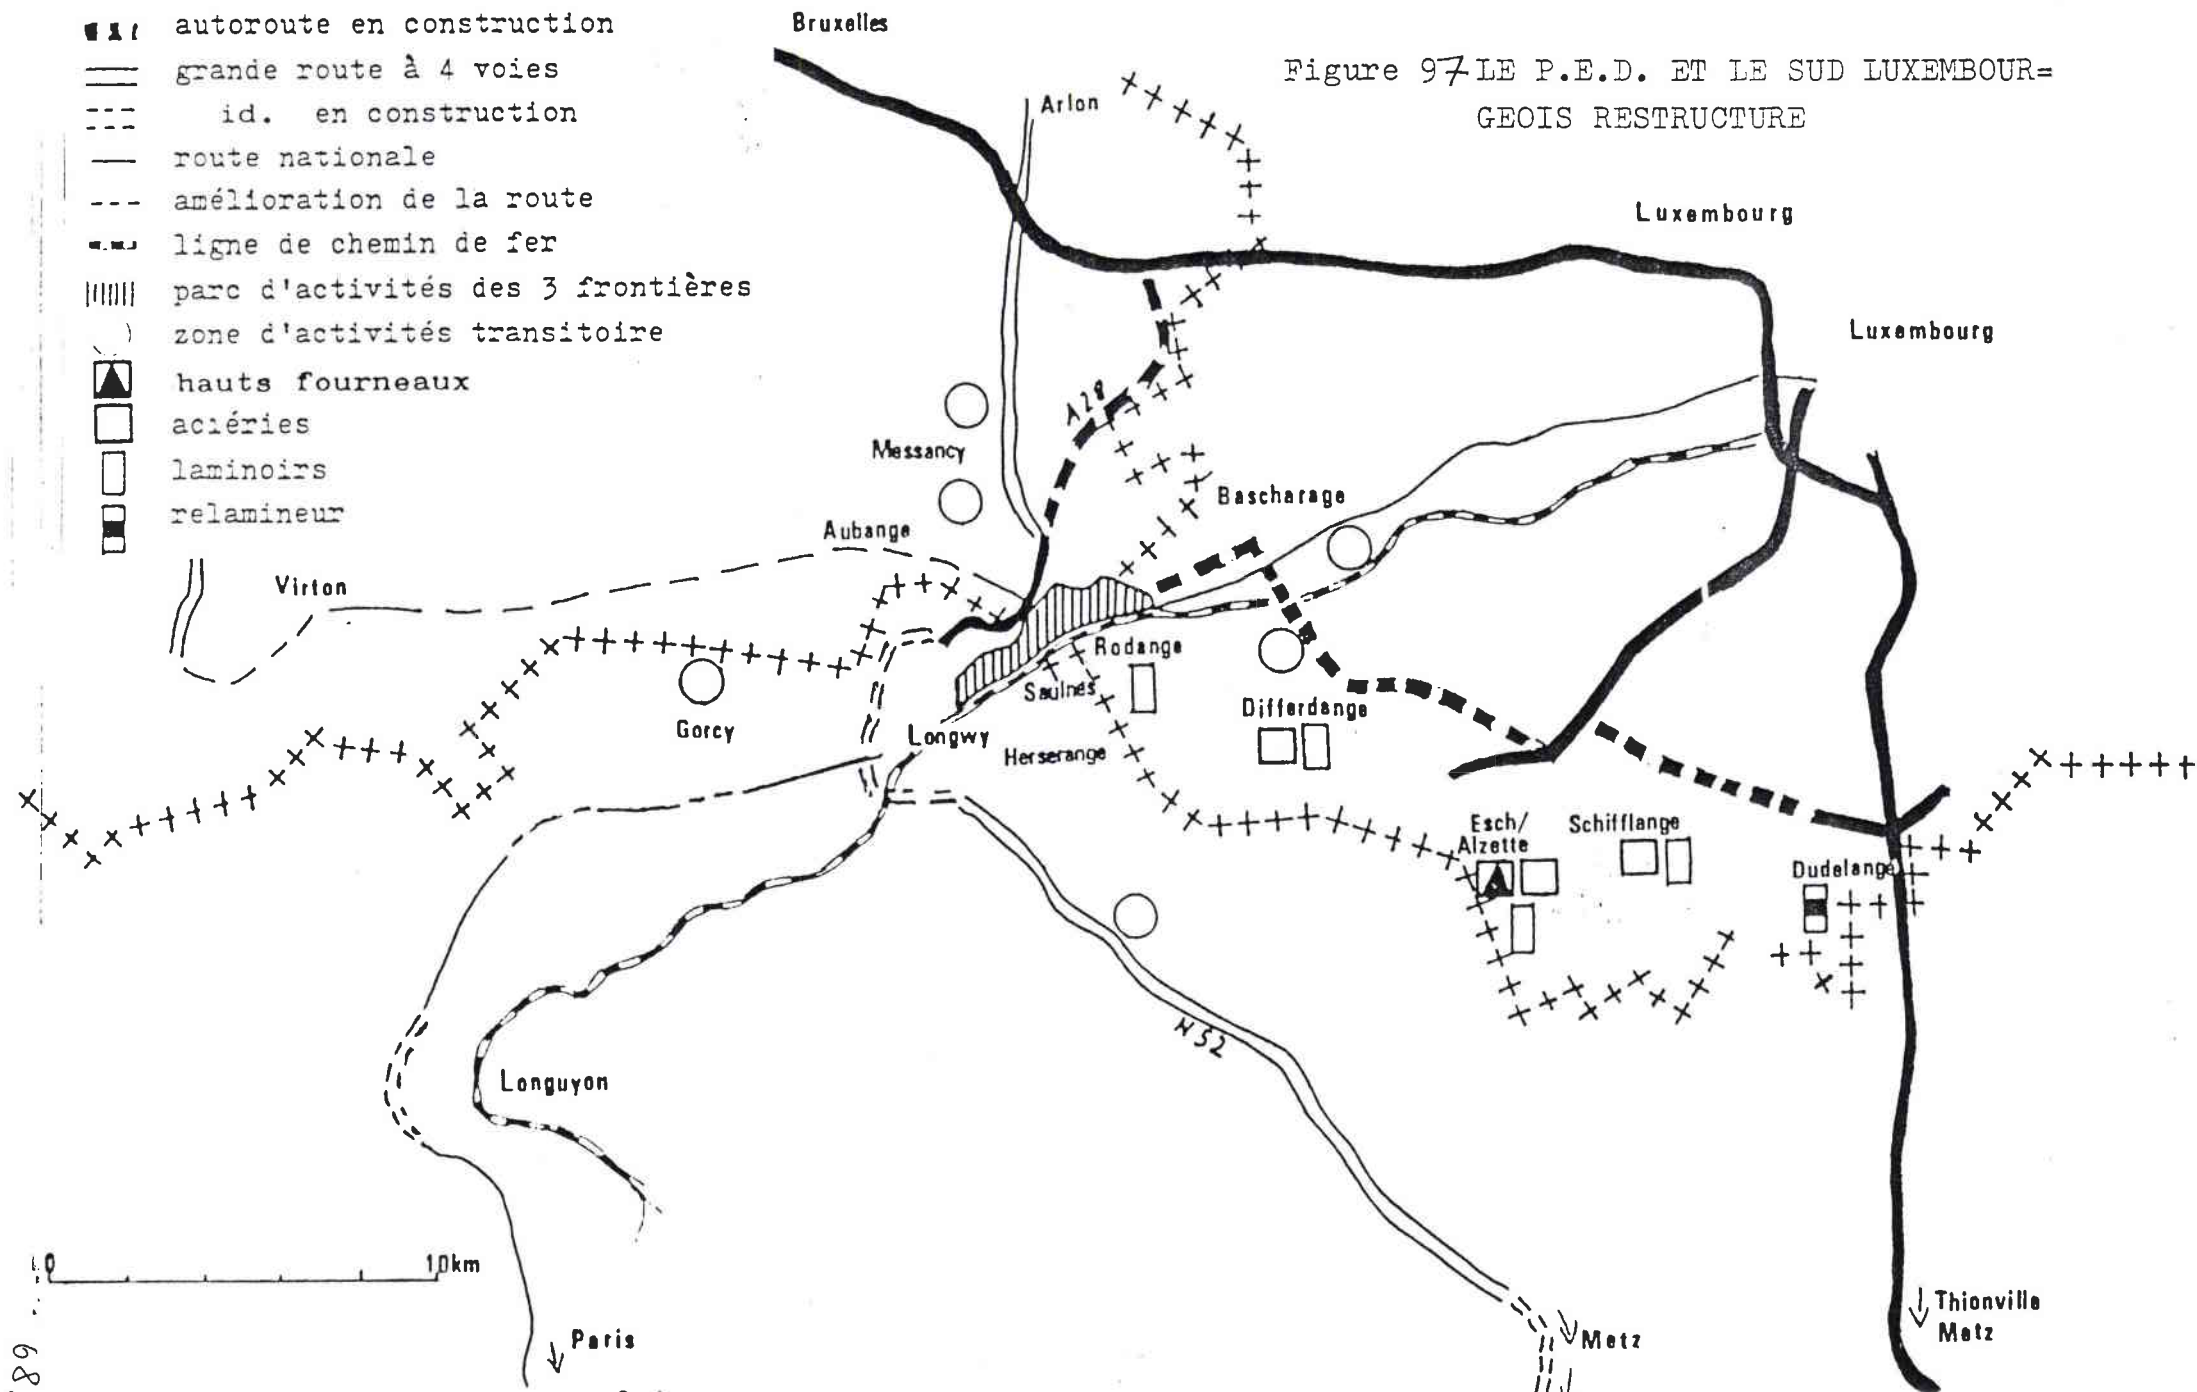 autoroute en construction
grande route à 4 voies
id. en construction
route nationale
amélioration de la route
ligne de chemin de fer
parc d'activités des 3 frontières
zone d'activités transitoire
hauts fourneaux
aciéries
laminoirs
relamineur
Figure 97 LE P.E.D. ET LE SUD LUXEMBOUR=
GEOIS RESTRUCTURE
Bruxelles
Arlon
Luxembourg
Luxembourg
A28
Messancy
Bascharage
Aubange
Virton
Rodange
Saulnes
Differdange
Gorcy
Longwy
Herserange
Esch/
Alzette
Schifflange
Dudelange
N52
Longuyon
0
10km
Paris
Metz
Thionville
Metz
689